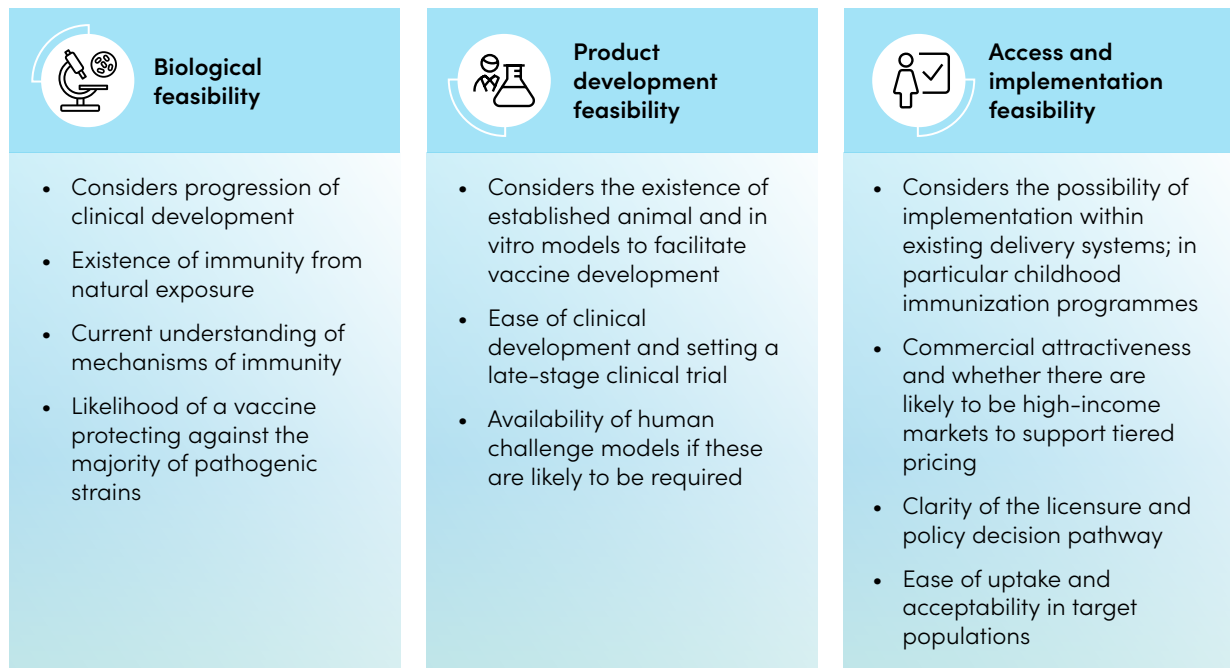 Biological
feasibility
• Considers progression of
clinical development
• Existence of immunity from
natural exposure
• Current understanding of
mechanisms of immunity
• Likelihood of a vaccine
protecting against the
majority of pathogenic
strains
Product
development
feasibility
• Considers the existence of
established animal and in
vitro models to facilitate
vaccine development
• Ease of clinical
development and setting a
late-stage clinical trial
• Availability of human
challenge models if these
are likely to be required
Access and
implementation
feasibility
• Considers the possibility of
implementation within
existing delivery systems; in
particular childhood
immunization programmes
• Commercial attractiveness
and whether there are
likely to be high-income
markets to support tiered
pricing
• Clarity of the licensure and
policy decision pathway
• Ease of uptake and
acceptability in target
populations